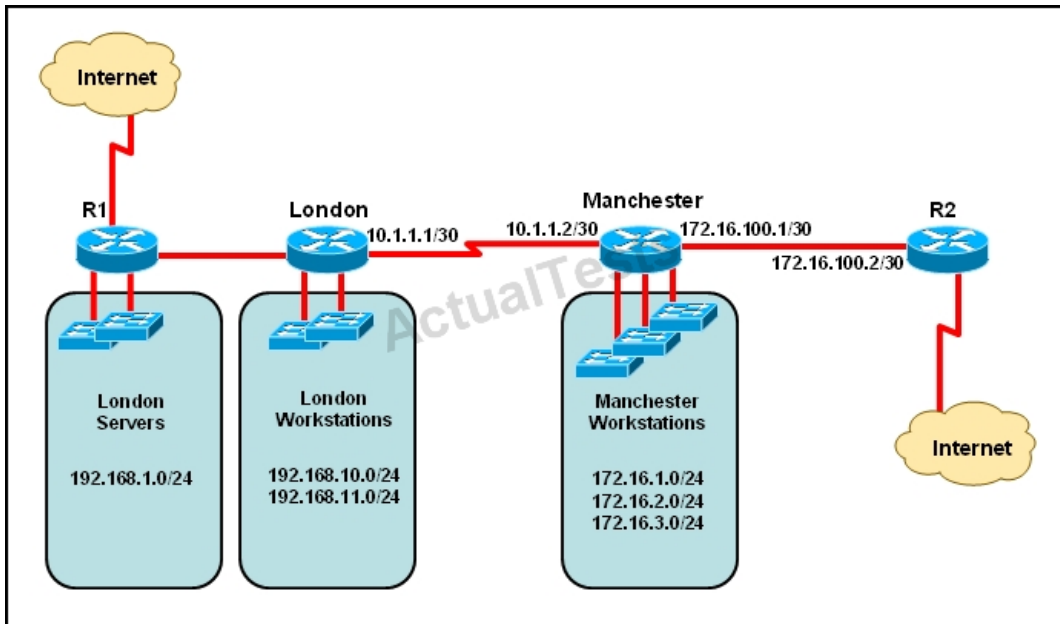 Internet
R1
London
10.1.1.1/30
10.1.1.2/30
Manchester
172.16.100.1/30
R2
172.16.100.2/30
ActualTests
London
Servers
192.168.1.0/24
London
Workstations
192.168.10.0/24
192.168.11.0/24
Manchester
Workstations
172.16.1.0/24
172.16.2.0/24
172.16.3.0/24
Internet